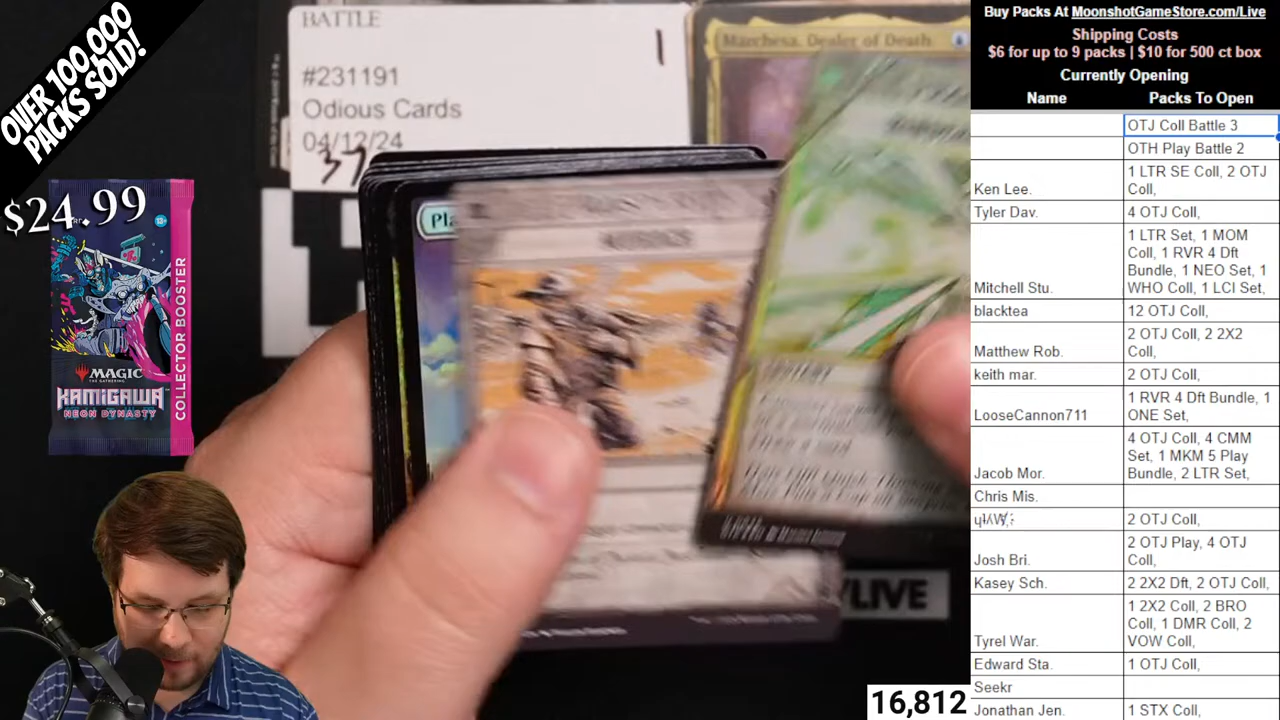 OVER 100,000
PACKS SOLD!
$24.99
MAGIC
THE GATHERING
KAMIGAWA
NEON DYNASTY
COLLECTOR BOOSTER
BATTLE
1
#231191
Odious Cards
04/12/24
37
Marchesa, Dealer of Death
Pla
YLIVE
16,812
Buy Packs At MoonshotGameStore.com/Live
Shipping Costs
$6 for up to 9 packs | $10 for 500 ct box
Currently Opening
Name Packs To Open
OTJ Coll Battle 3
OTH Play Battle 2
Ken Lee. 1 LTR SE Coll, 2 OTJ
Coll,
Tyler Dav. 4 OTJ Coll,
Mitchell Stu. 1 LTR Set, 1 MOM
Coll, 1 RVR 4 Dft
Bundle, 1 NEO Set, 1
WHO Coll, 1 LCI Set,
blacktea 12 OTJ Coll,
Matthew Rob. 2 OTJ Coll, 2 2X2
Coll,
keith mar. 2 OTJ Coll,
LooseCannon711 1 RVR 4 Dft Bundle, 1
ONE Set,
Jacob Mor. 4 OTJ Coll, 4 CMM
Set, 1 MKM 5 Play
Bundle, 2 LTR Set,
Chris Mis.
2 OTJ Coll,
Josh Bri. 2 OTJ Play, 4 OTJ
Coll,
Kasey Sch. 2 2X2 Dft, 2 OTJ Coll,
Tyrel War. 1 2X2 Coll, 2 BRO
Coll, 1 DMR Coll, 2
VOW Coll,
Edward Sta. 1 OTJ Coll,
Seekr
Jonathan Jen. 1 STX Coll,